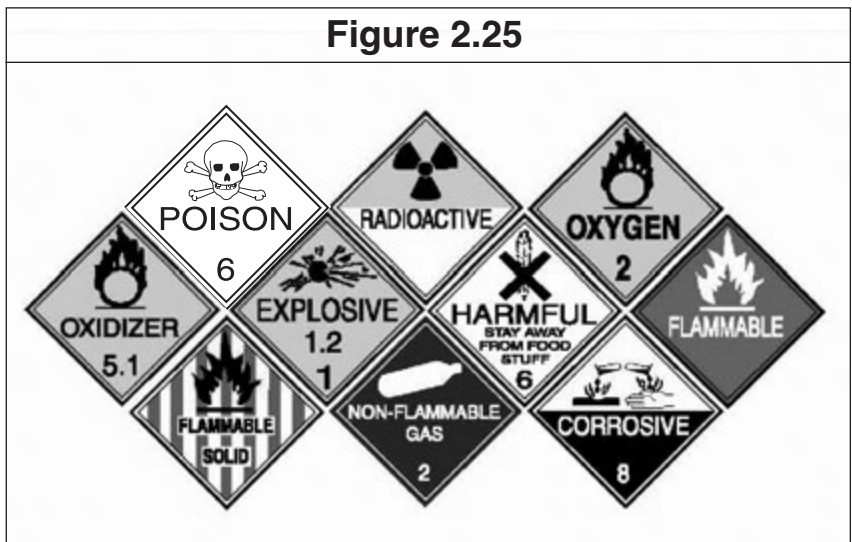 Figure 2.25
POISON
6
RADIOACTIVE
OXYGEN
2
OXIDIZER
5.1
EXPLOSIVE
1.2
1
HARMFUL
STAY AWAY
FROM FOOD
STUFF
6
FLAMMABLE
FLAMMABLE
SOLID
NON-FLAMMABLE
GAS
2
CORROSIVE
8